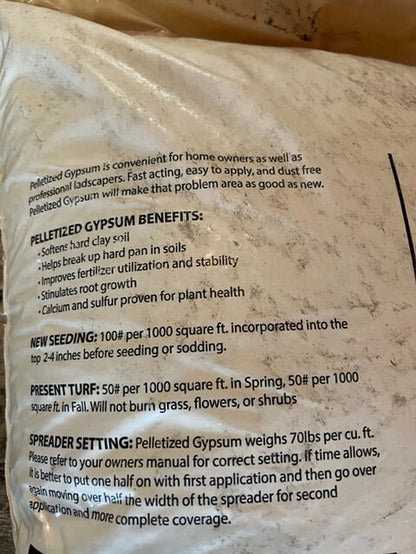 Pelletized Gypsum is convenient for home owners as well as
professional ladscapers. Fast acting, easy to apply, and dust free
Pelletized Gypsum will make that problem area as good as new.
PELLETIZED GYPSUM BENEFITS:
•Softens hard clay soil
•Helps break up hard pan in soils
•Improves fertilizer utilization and stability
•Stinulates root growth
•Calcium and sulfur proven for plant health
NEW SEEDING: 100# per 1000 square ft. incorporated into the
top 2-4 inches before seeding or sodding.
PRESENT TURF: 50# per 1000 square ft. in Spring, 50# per 1000
square ft. in Fall. Will not burn grass, flowers, or shrubs
SPREADER SETTING: Pelletized Gypsum weighs 70lbs per cu. ft.
Please refer to your owners manual for correct setting. If time allows,
it is better to put one half on with first application and then go over
again moving over half the width of the spreader for second
application and more complete coverage.